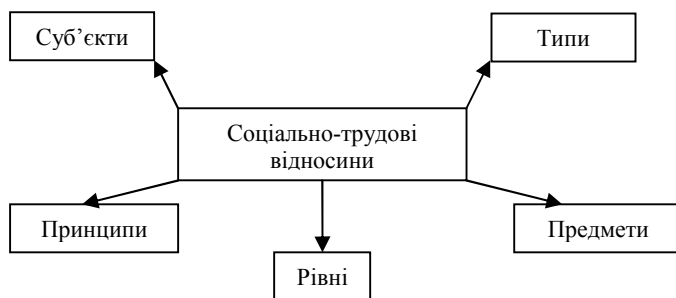 Суб’єкти
Типи
Соціально-трудові
відносини
Принципи
Предмети
Рівні